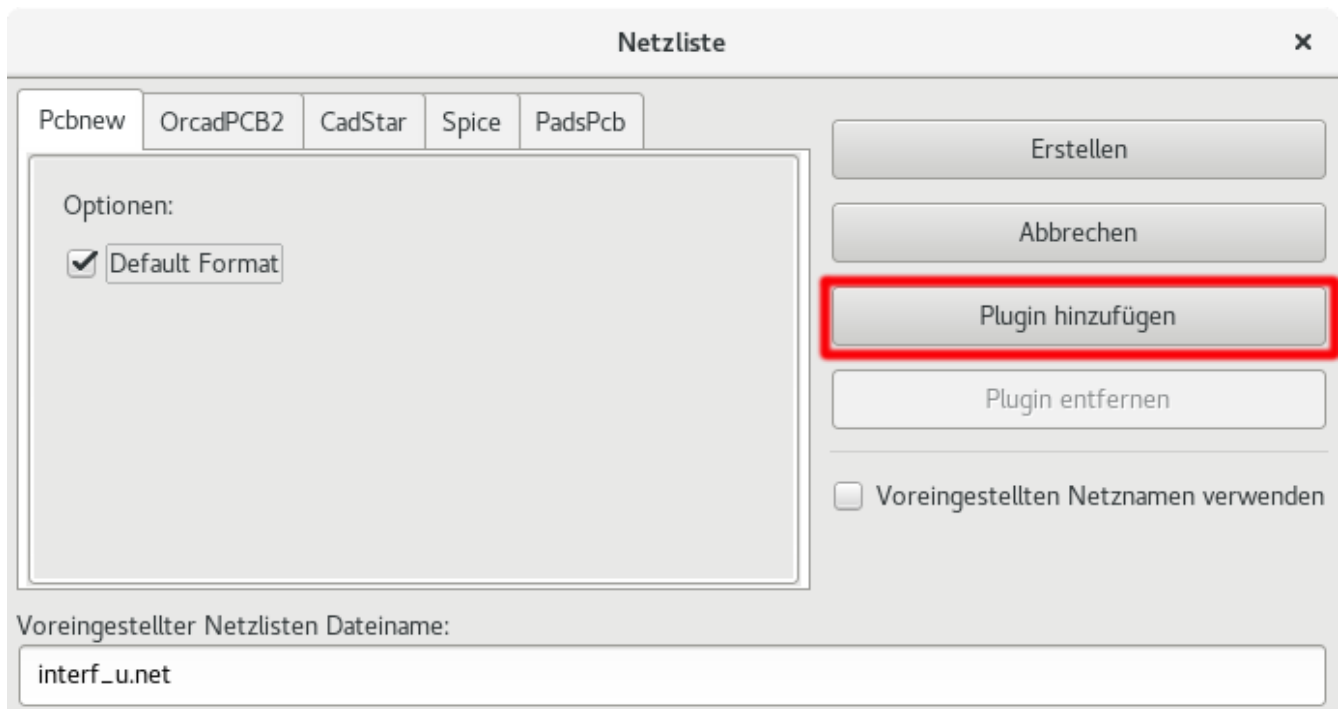 Netzliste
Pcbnew OrcadPCB2 CadStar Spice PadsPcb
Optionen:
Default Format
Erstellen
Abbrechen
Plugin hinzufügen
Plugin entfernen
Voreingestellten Netznamen verwenden
Voreingestellter Netzlisten Dateiname:
interf_u.net